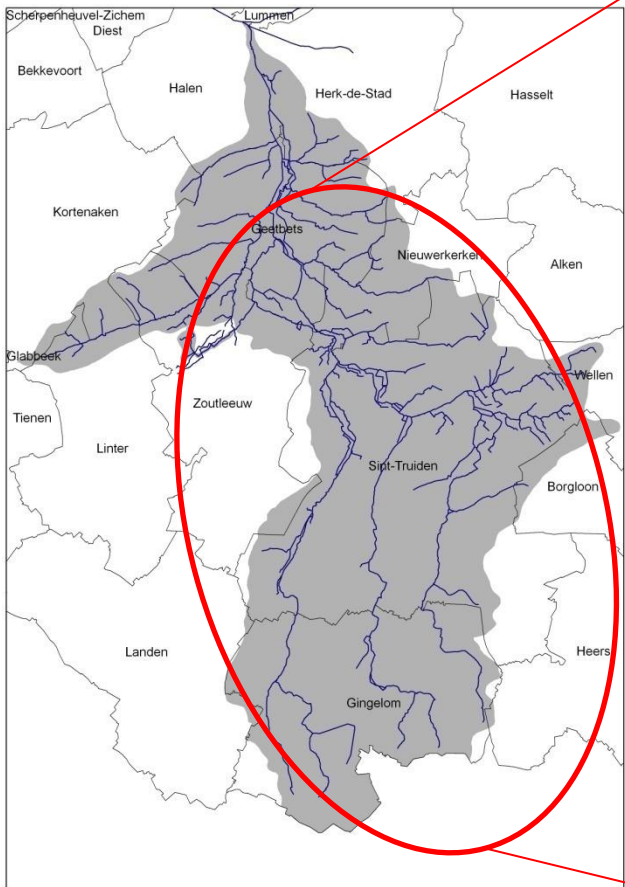 Scherpenheuvel-Zichem
Lummen
Diest
Bekkevoort
Halen
Herk-de-Stad
Hasselt
Kortenaken
Geetbets
Nieuwerkerken
Alken
Glabbeek
Wellen
Zoutleeuw
Tienen
Linter
Sint-Truiden
Borgloon
Landen
Heers
Gingelom